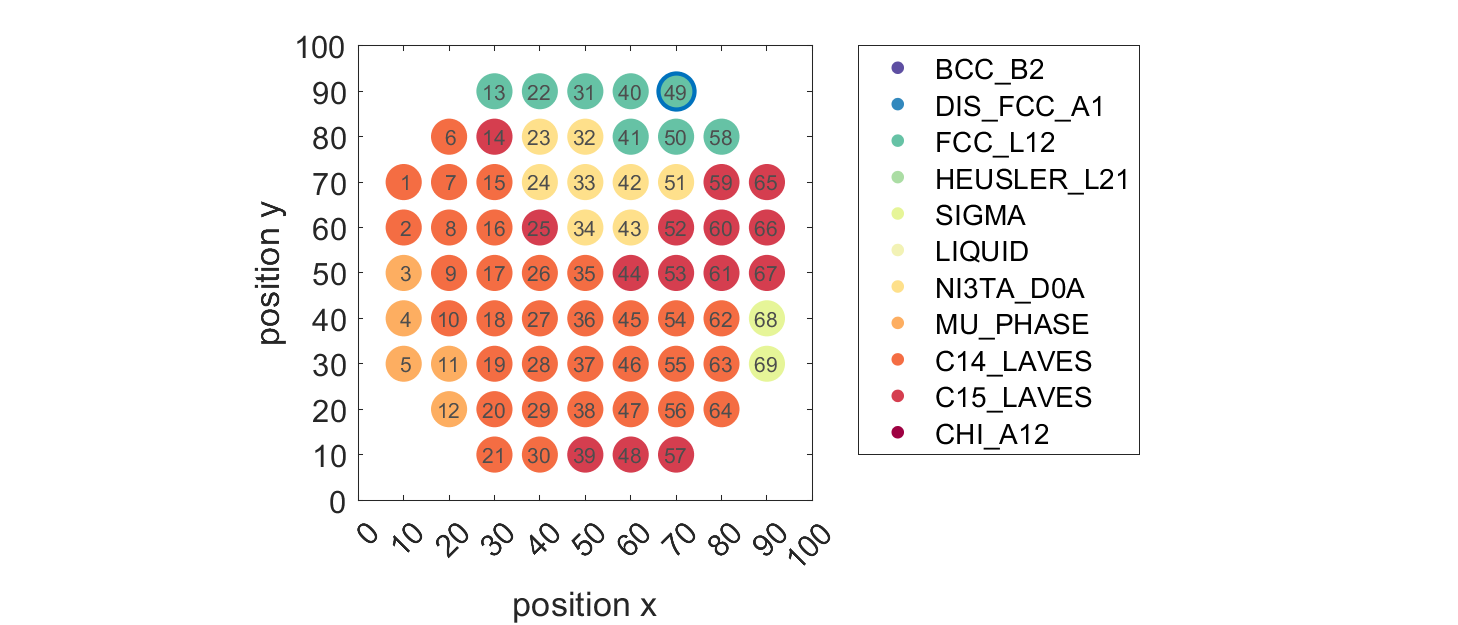 100
90 13 22 31 40 49
80 6 14 23 32 41 50 58
70 1 7 15 24 33 42 51 59 65
60 2 8 16 25 34 43 52 60 66
50 3 9 17 26 35 44 53 61 67
40 4 10 18 27 36 45 54 62 68
30 5 11 19 28 37 46 55 63 69
20 12 20 29 38 47 56 64
10 21 30 39 48 57
0
0 10 20 30 40 50 60 70 80 90 100
position x
position y
BCC_B2
DIS_FCC_A1
FCC_L12
HEUSLER_L21
SIGMA
LIQUID
NI3TA_D0A
MU_PHASE
C14_LAVES
C15_LAVES
CHI_A12